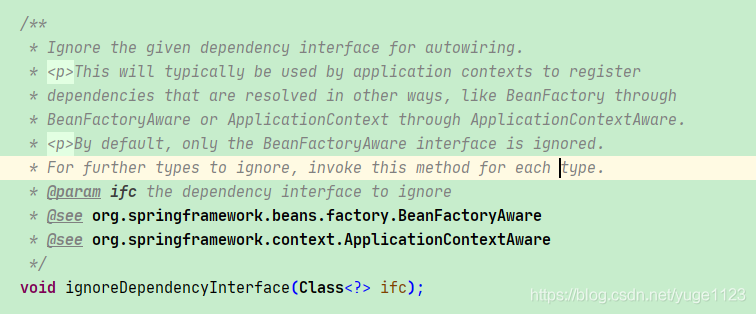 /**
 * Ignore the given dependency interface for autowiring.
 * <p>This will typically be used by application contexts to register
 * dependencies that are resolved in other ways, like BeanFactory through
 * BeanFactoryAware or ApplicationContext through ApplicationContextAware.
 * <p>By default, only the BeanFactoryAware interface is ignored.
 * For further types to ignore, invoke this method for each type.
 * @param ifc the dependency interface to ignore
 * @see org.springframework.beans.factory.BeanFactoryAware
 * @see org.springframework.context.ApplicationContextAware
 */
void ignoreDependencyInterface(Class<?> ifc);
https://blog.csdn.net/yuge1123